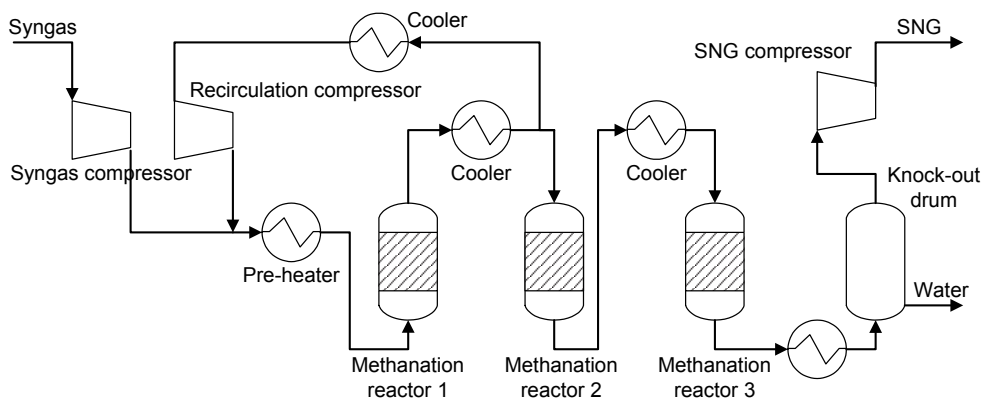 Syngas
Cooler
SNG
SNG compressor
Recirculation compressor
Syngas compressor
Cooler
Cooler
Knock-out
drum
Pre-heater
Water
Methanation
reactor 1
Methanation
reactor 2
Methanation
reactor 3